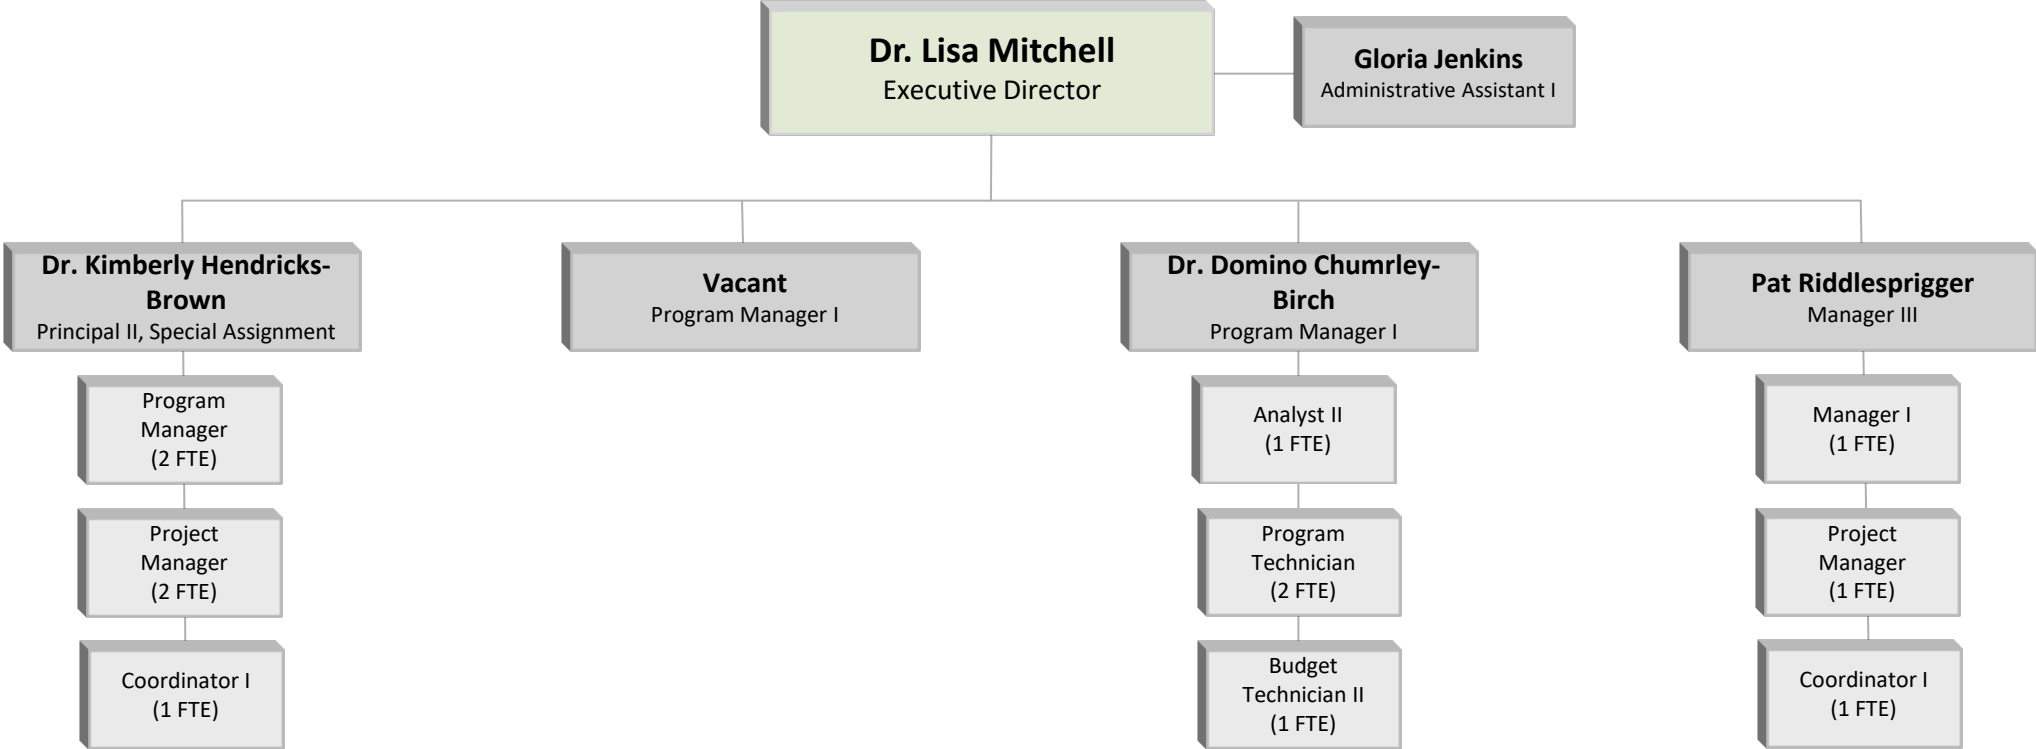 Dr. Lisa Mitchell
Executive Director
Gloria Jenkins
Administrative Assistant I
Dr. Kimberly Hendricks-
Brown
Principal II, Special Assignment
Vacant
Program Manager I
Dr. Domino Chumrley-
Birch
Program Manager I
Pat Riddlesprigger
Manager III
Program
Manager
(2 FTE)
Project
Manager
(2 FTE)
Coordinator I
(1 FTE)
Analyst II
(1 FTE)
Program
Technician
(2 FTE)
Budget
Technician II
(1 FTE)
Manager I
(1 FTE)
Project
Manager
(1 FTE)
Coordinator I
(1 FTE)